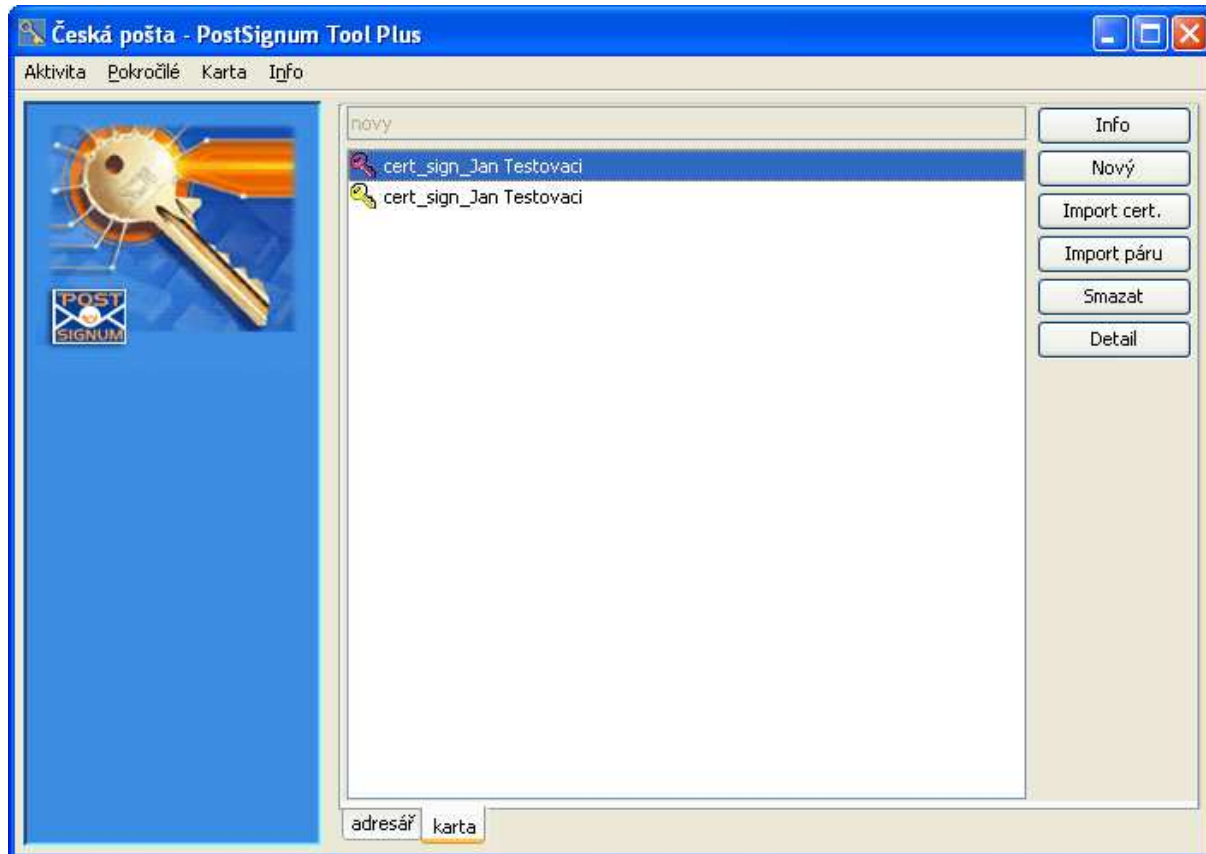 Česká pošta - PostSignum Tool Plus
Aktivita Pokročilé Karta Info
novy
cert_sign_Jan Testovaci
cert_sign_Jan Testovaci
Info
Nový
Import cert.
Import páru
Smazat
Detail
POST
SIGNUM
adresář karta